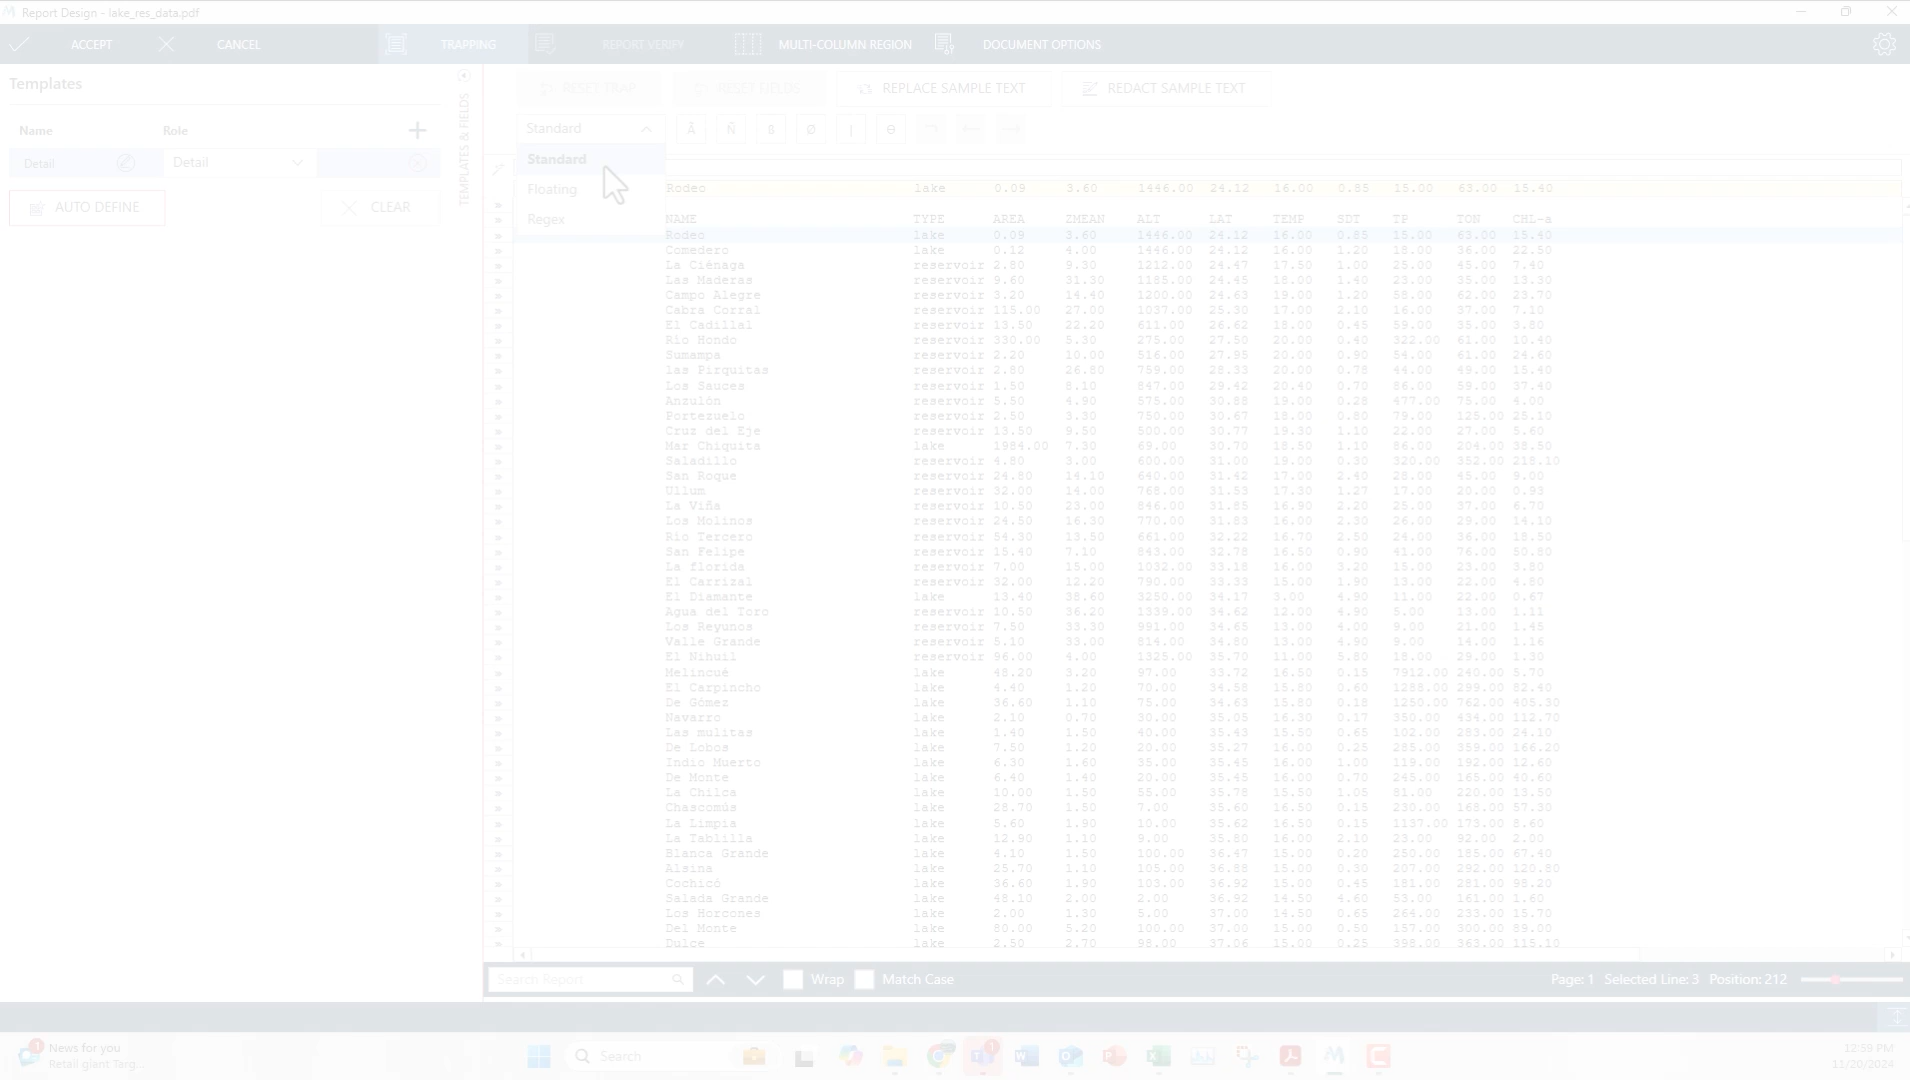 Report Design - lake_res_data.pdf
ACCEPT CANCEL TRAPPING REPORT VERIFY MULTI-COLUMN REGION DOCUMENT OPTIONS
Templates
TEMPLATES & FIELDS
RESET TRAP RESET FIELDS REPLACE SAMPLE TEXT REDACT SAMPLE TEXT
Name Role
Standard Ã Ñ ß Ø |
Detail Detail
Standard
Floating
Regex
AUTO DEFINE CLEAR
Rodeo lake 0.09 3.60 1446.00 24.12 16.00 0.85 15.00 63.00 15.40
NAME TYPE AREA ZMEAN ALT LAT TEMP SDT TP TON CHL-a
Rodeo lake 0.09 3.60 1446.00 24.12 16.00 0.85 15.00 63.00 15.40
Comedero lake 0.12 4.00 1446.00 24.12 16.00 1.20 18.00 36.00 22.50
La Ciénaga reservoir 2.80 9.30 1212.00 24.47 17.50 1.00 25.00 45.00 7.40
Las Maderas reservoir 9.60 31.30 1185.00 24.45 18.00 1.40 23.00 35.00 13.30
Campo Alegre reservoir 3.20 14.40 1200.00 24.63 19.00 1.20 58.00 62.00 23.70
Cabra Corral reservoir 115.00 27.00 1037.00 25.30 17.00 2.10 16.00 37.00 7.10
El Cadillal reservoir 13.50 22.20 611.00 26.62 18.00 0.45 59.00 35.00 3.80
Río Hondo reservoir 330.00 5.30 275.00 27.50 20.00 0.40 322.00 61.00 10.40
Sumampa reservoir 2.20 10.00 516.00 27.95 20.00 0.90 54.00 61.00 24.60
las Pirquitas reservoir 2.80 26.80 759.00 28.33 20.00 0.78 44.00 49.00 15.40
Los Sauces reservoir 1.50 8.10 847.00 29.42 20.40 0.70 86.00 59.00 37.40
Anzulón reservoir 5.50 4.90 575.00 30.88 19.00 0.28 477.00 75.00 4.00
Portezuelo reservoir 2.50 3.30 750.00 30.67 18.00 0.80 79.00 125.00 25.10
Cruz del Eje reservoir 13.50 9.50 500.00 30.77 19.30 1.10 22.00 27.00 5.60
Mar Chiquita lake 1984.00 7.30 69.00 30.70 18.50 1.10 86.00 204.00 38.50
Saladillo reservoir 4.80 3.00 600.00 31.00 19.00 0.30 320.00 352.00 218.10
San Roque reservoir 24.80 14.10 640.00 31.42 17.00 2.40 28.00 45.00 9.00
Ullum reservoir 32.00 14.00 768.00 31.53 17.30 1.27 17.00 20.00 0.93
La Viña reservoir 10.50 23.00 846.00 31.85 16.90 2.20 25.00 37.00 6.70
Los Molinos reservoir 24.50 16.30 770.00 31.83 16.00 2.30 26.00 29.00 14.10
Río Tercero reservoir 54.30 13.50 661.00 32.22 16.70 2.50 24.00 36.00 18.50
San Felipe reservoir 15.40 7.10 843.00 32.78 16.50 0.90 41.00 76.00 50.80
La florida reservoir 7.00 15.00 1032.00 33.18 16.00 3.20 15.00 23.00 3.80
El Carrizal reservoir 32.00 12.20 790.00 33.33 15.00 1.90 13.00 22.00 4.80
El Diamante lake 13.40 38.60 3250.00 34.17 3.00 4.90 11.00 22.00 0.67
Agua del Toro reservoir 10.50 36.20 1339.00 34.62 12.00 4.90 5.00 13.00 1.11
Los Reyunos reservoir 7.50 33.30 991.00 34.65 13.00 4.00 9.00 21.00 1.45
Valle Grande reservoir 5.10 33.00 814.00 34.80 13.00 4.90 9.00 14.00 1.16
El Nihuil reservoir 96.00 4.00 1325.00 35.70 11.00 5.80 18.00 29.00 1.30
Melincué lake 48.20 3.20 97.00 33.72 16.50 0.15 7912.00 240.00 5.70
El Carpincho lake 4.40 1.20 70.00 34.58 15.80 0.60 1288.00 299.00 82.40
De Gómez lake 36.60 1.10 75.00 34.63 15.80 0.18 1250.00 762.00 405.30
Navarro lake 2.10 0.70 30.00 35.05 16.30 0.17 350.00 434.00 112.70
Las mulitas lake 1.40 1.50 40.00 35.43 15.50 0.65 102.00 283.00 24.10
De Lobos lake 7.50 1.20 20.00 35.27 16.00 0.25 285.00 359.00 166.20
Indio Muerto lake 6.30 1.60 35.00 35.45 16.00 1.00 119.00 192.00 12.60
De Monte lake 6.40 1.40 20.00 35.45 16.00 0.70 245.00 165.00 40.60
La Chilca lake 10.00 1.50 55.00 35.78 15.50 1.05 81.00 220.00 13.50
Chascomús lake 28.70 1.50 7.00 35.60 16.50 0.15 230.00 163.00 57.30
La Limpia lake 5.60 1.90 10.00 35.62 16.50 0.15 1137.00 173.00 3.60
La Tablilla lake 12.90 1.10 9.00 35.80 16.00 2.10 23.00 92.00 2.00
Blanca Grande lake 4.10 1.50 100.00 36.47 15.00 0.20 250.00 185.00 67.40
Alsina lake 25.70 1.10 105.00 36.88 15.00 0.30 207.00 292.00 120.80
Cochicó lake 36.60 1.90 103.00 36.92 15.00 0.45 181.00 281.00 98.20
Salada Grande lake 48.10 2.00 2.00 36.92 14.50 4.60 53.00 161.00 1.60
Los Horcones lake 2.00 1.30 5.00 37.00 14.50 0.65 264.00 233.00 15.70
Del Monte lake 80.00 5.20 100.00 37.00 15.00 0.50 157.00 300.00 89.00
Dulce lake 2.50 2.70 98.00 37.06 15.00 0.25 398.00 363.00 115.10
Search Report Wrap Match Case Page: 1 Selected Line: 3 Position: 212
News for you
Retail giant Targ...
Search
12:59 PM
11/20/2024